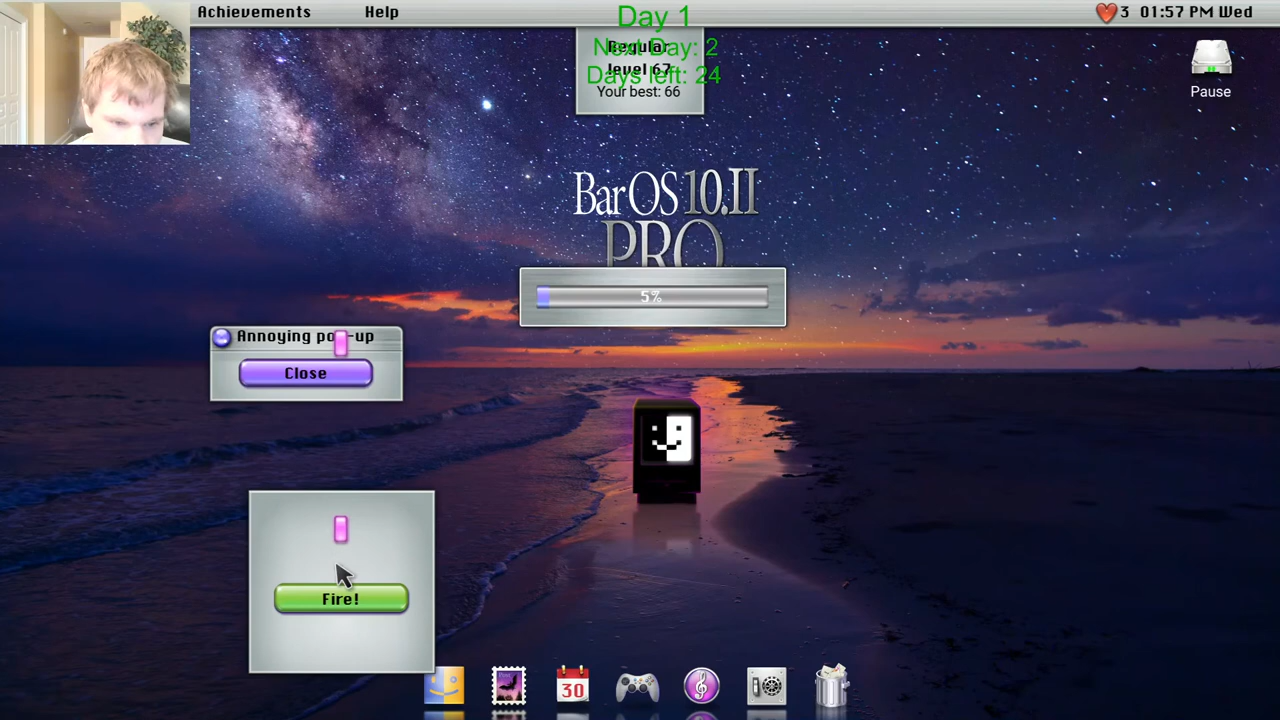 Achievements
Help
Day 1
3 01:57 PM Wed
Regular
Next Day: 2
level 67
Days left: 24
Your best: 66
Pause
BarOS 10.II
PRO
5%
Annoying pop-up
Close
Fire!
30